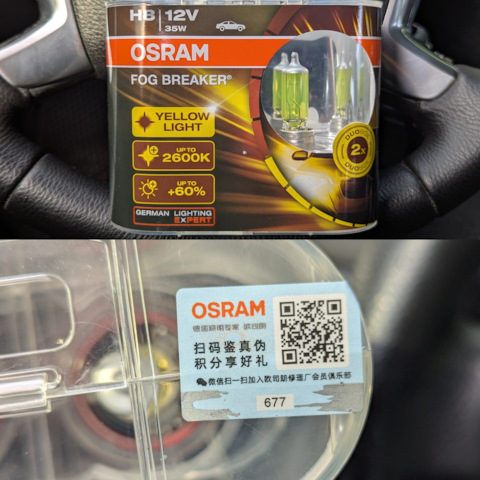 H8 | 12V
35W
OSRAM
FOG BREAKER®
YELLOW
LIGHT
UP TO
2600K
UP TO
+60%
GERMAN LIGHTING
EXPERT
DUO
2x
DUO
OSRAM
德国照明专家 欧司朗
扫码鉴真伪
积分享好礼
微信扫一扫加入欧司朗修理厂会员俱乐部
677